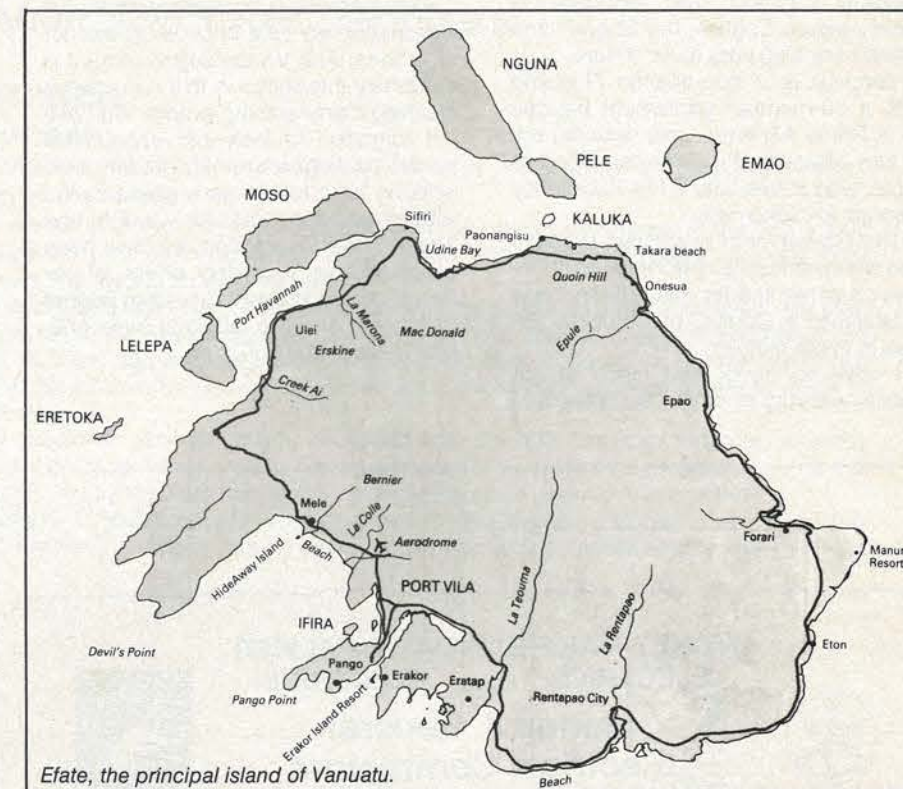 NGUNA
PELE
EMAO
MOSO
KALUKA
Sifiri
Paonangisu
Udine Bay
Takara beach
Port Havannah
Quoin Hill
Onesua
La Marona
Ulei
Mac Donald
Epule
LELEPA
Erskine
Creek Ai
Epao
ERETOKA
Bernier
Mele
La Colle
HideAway Island
Beach
Aerodrome
Forari
Manur
Resort
PORT VILA
La Teouma
La Rentapao
IFIRA
Eton
Devil's Point
Pango
Erakor
Eratap
Rentapao City
Pango Point
Erakor Island Resort
Beach
Efate, the principal island of Vanuatu.